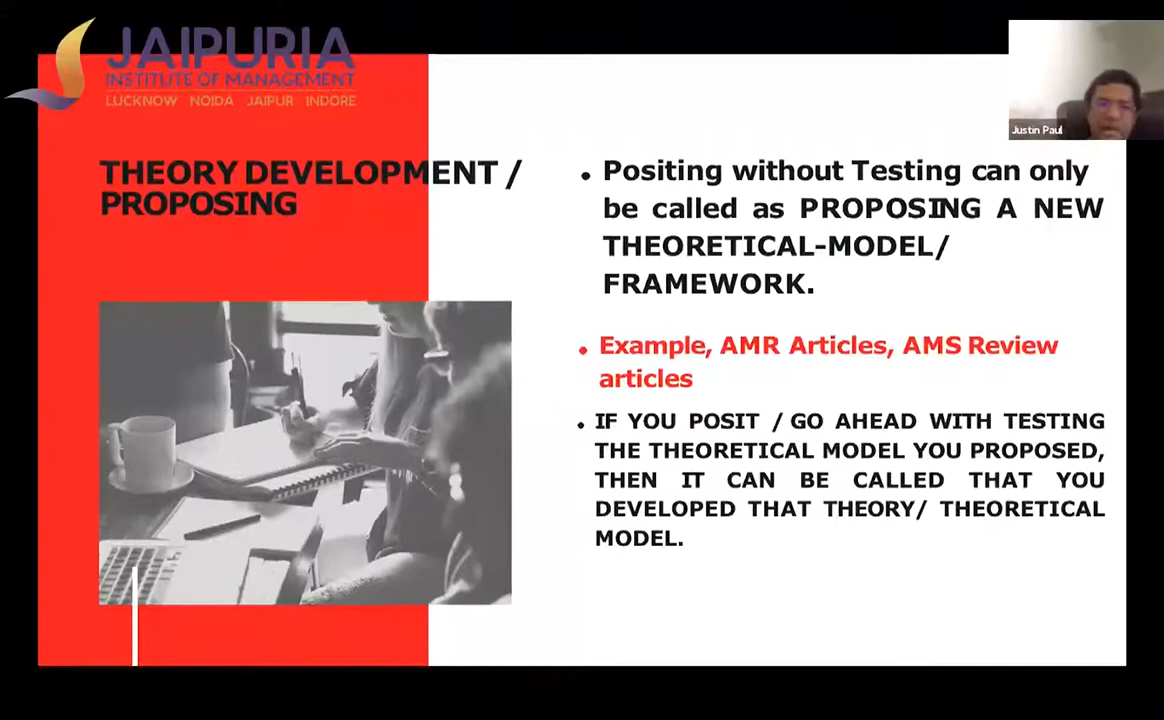 JAIPURIA
INSTITUTE OF MANAGEMENT
LUCKNOW NOIDA JAIPUR INDORE
Justin Paul
THEORY DEVELOPMENT /
PROPOSING
• Positing without Testing can only
be called as PROPOSING A NEW
THEORETICAL-MODEL/
FRAMEWORK.
• Example, AMR Articles, AMS Review
articles
• IF YOU POSIT / GO AHEAD WITH TESTING
THE THEORETICAL MODEL YOU PROPOSED,
THEN IT CAN BE CALLED THAT YOU
DEVELOPED THAT THEORY/ THEORETICAL
MODEL.